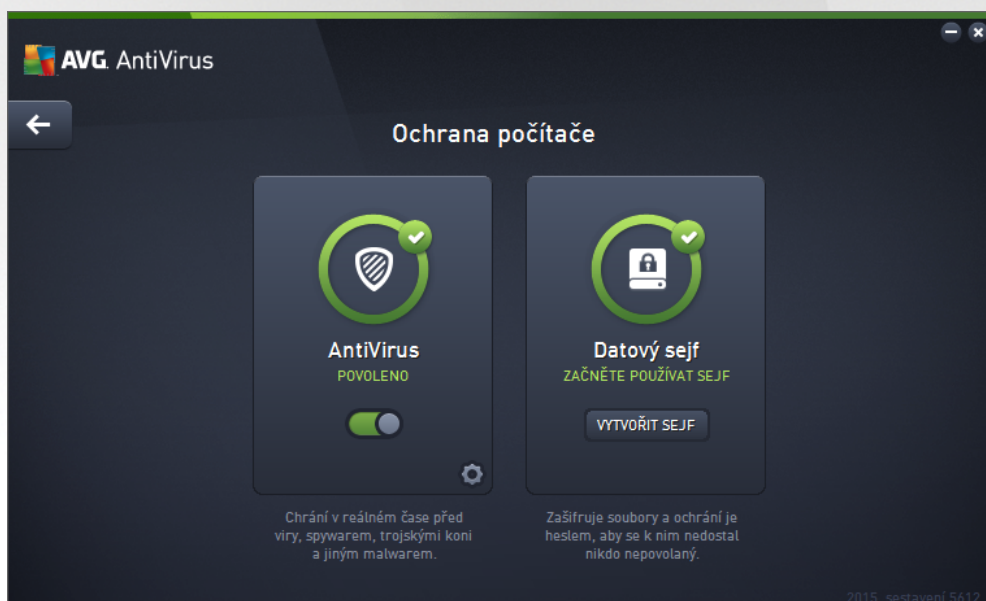 AVG. AntiVirus
Ochrana počítače
AntiVirus
POVOLENO
Chrání v reálném čase před
viry, spywarem, trojskými koni
a jiným malwarem.
Datový sejf
ZAČNĚTE POUŽÍVAT SEJF
VYTVOŘIT SEJF
Zašifruje soubory a ochrání je
heslem, aby se k nim nedostal
nikdo nepovolaný.
2015, sestavení 5612